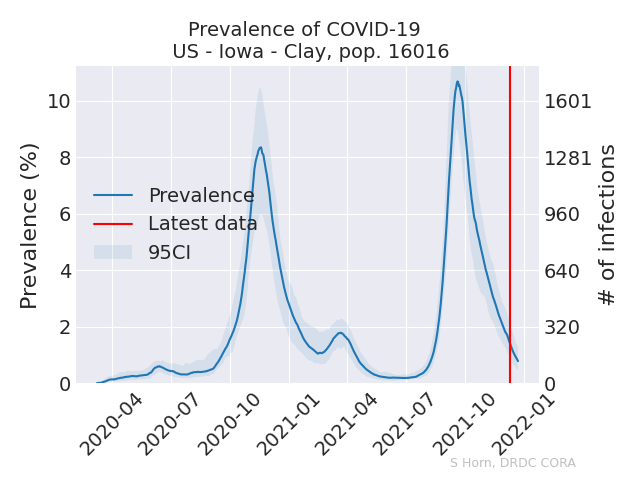 Prevalence of COVID-19
US - Iowa - Clay, pop. 16016
Prevalence (%)
10
8
6
4
2
0
Prevalence
Latest data
95CI
1601
1281
960
640
320
0
# of infections
2020-04
2020-07
2020-10
2021-01
2021-04
2021-07
2021-10
2022-01
S Horn, DRDC CORA